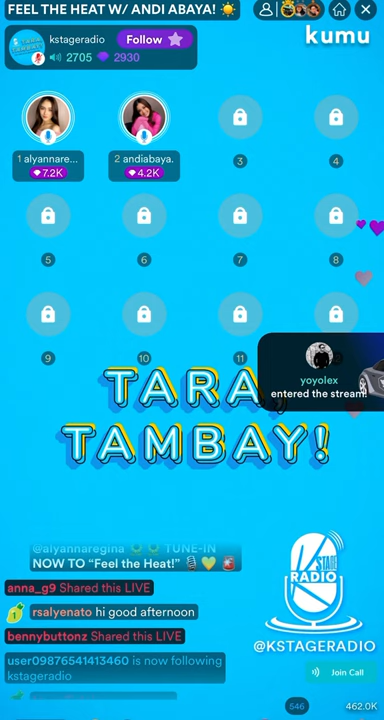 FEEL THE HEAT W/ ANDI ABAYA! ☀️
kstageradio
Follow
2705 2930
kumu
1 alyannare...
7.2K
2 andiabaya.
4.2K
3
4
5
6
7
8
9
10
11
yoyolex
entered the stream!
TARA,
TAMBAY!
@alyannaregina 🌻 🌻 TUNE-IN
NOW TO “Feel the Heat!” 🎙️ 💛 🚨
anna_g9 Shared this LIVE
rsalyenato hi good afternoon
bennybuttonz Shared this LIVE
user09876541413460 is now following
kstageradio
K STAGE
RADIO
@KSTAGERADIO
Join Call
546
462.0K